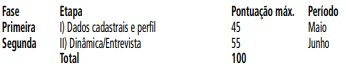 Fase Etapa Pontuação máx. Período
Primeira I) Dados cadastrais e perfil 45 Maio
Segunda II) Dinâmica/Entrevista 55 Junho
Total 100